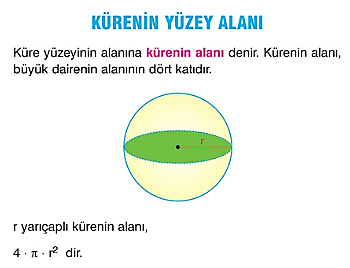 KÜRENİN YÜZEY ALANI
Küre yüzeyinin alanına kürenin alanı denir. Kürenin alanı,
büyük dairenin alanının dört katıdır.
r
r yarıçaplı kürenin alanı,
4 · π · r² dir.